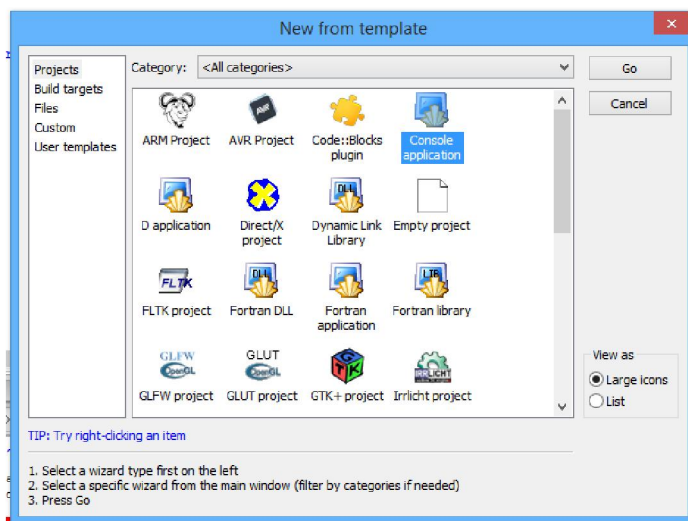 New from template
Projects
Build targets
Files
Custom
User templates
Category: <All categories>
Go
Cancel
ARM Project AVR Project Code::Blocks plugin Console application
D application Direct/X project Dynamic Link Library Empty project
FLTK project Fortran DLL Fortran application Fortran library
GLFW project GLUT project GTK+ project Irrlicht project
View as
Large icons
List
TIP: Try right-clicking an item
1. Select a wizard type first on the left
2. Select a specific wizard from the main window (filter by categories if needed)
3. Press Go